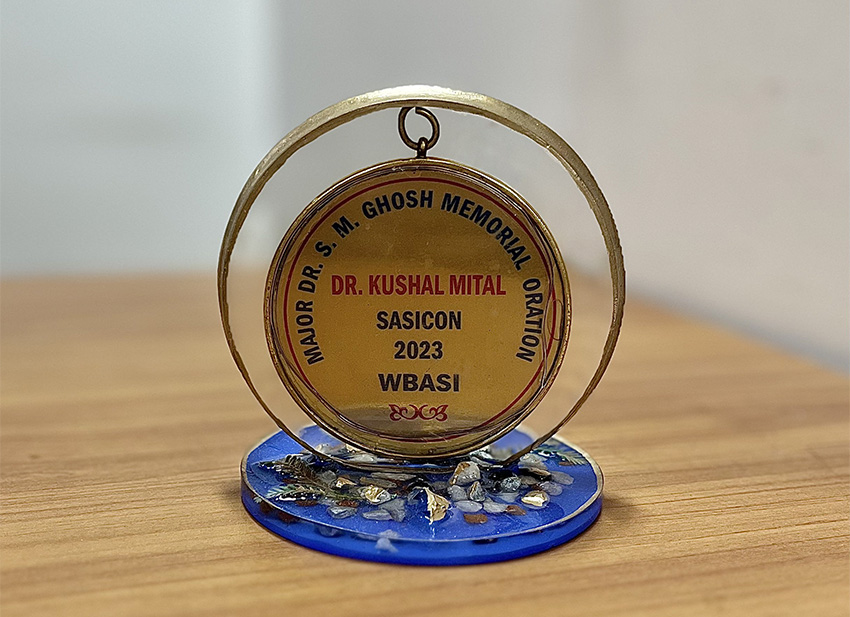 MAJOR DR. S. M. GHOSH MEMORIAL ORATION
DR. KUSHAL MITAL
SASICON
2023
WBASI